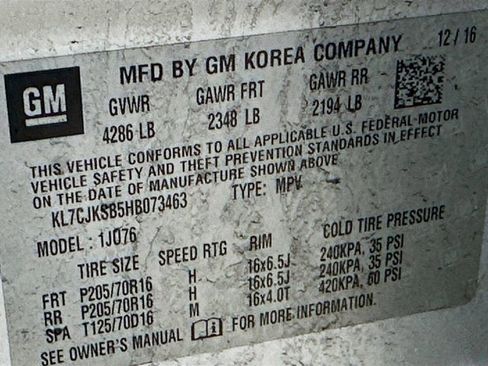 GM MFD BY GM KOREA COMPANY 12/16
GVWR GAWR FRT GAWR RR
4286 LB 2348 LB 2194 LB
THIS VEHICLE CONFORMS TO ALL APPLICABLE U.S. FEDERAL MOTOR
VEHICLE SAFETY AND THEFT PREVENTION STANDARDS IN EFFECT
ON THE DATE OF MANUFACTURE SHOWN ABOVE
KL7CJKSB5HB073463 TYPE: MPV
MODEL: 1JO76
TIRE SIZE SPEED RTG RIM COLD TIRE PRESSURE
FRT P205/70R16 H 16x6.5J 240KPA, 35 PSI
RR P205/70R16 H 16x6.5J 240KPA, 35 PSI
SPA T125/70D16 M 16x4.0T 420KPA, 60 PSI
SEE OWNER'S MANUAL FOR MORE INFORMATION.